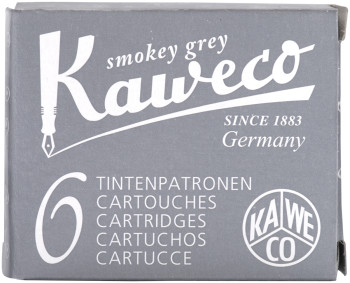 smokey grey
Kaweco
SINCE 1883
Germany
6
TINTENPATRONEN
CARTOUCHES
CARTRIDGES
CARTUCHOS
CARTUCCE
KA WE
CO